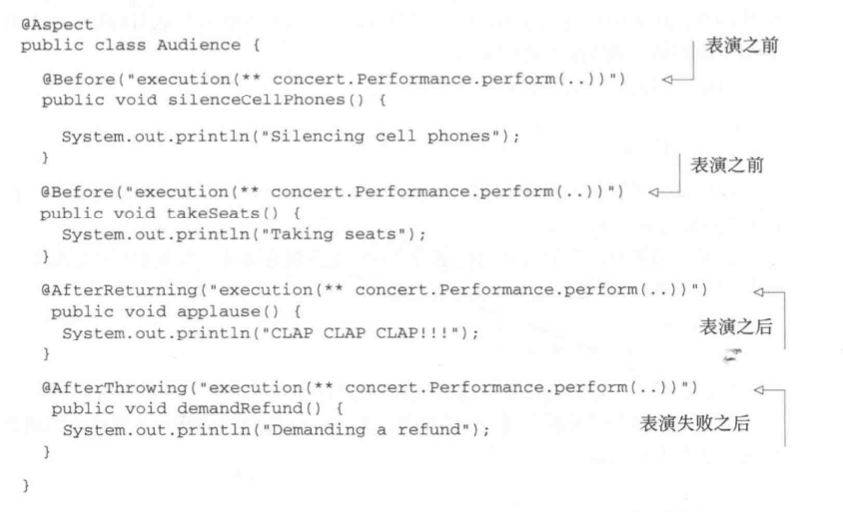 @Aspect
public class Audience {
表演之前
@Before("execution(** concert.Performance.perform(..))")
public void silenceCellPhones() {
System.out.println("Silencing cell phones");
}
表演之前
@Before("execution(** concert.Performance.perform(..))")
public void takeSeats() {
System.out.println("Taking seats");
}
@AfterReturning("execution(** concert.Performance.perform(..))")
public void applause() {
表演之后
System.out.println("CLAP CLAP CLAP!!!");
}
@AfterThrowing("execution(** concert.Performance.perform(..))")
public void demandRefund() {
表演失败之后
System.out.println("Demanding a refund");
}
}